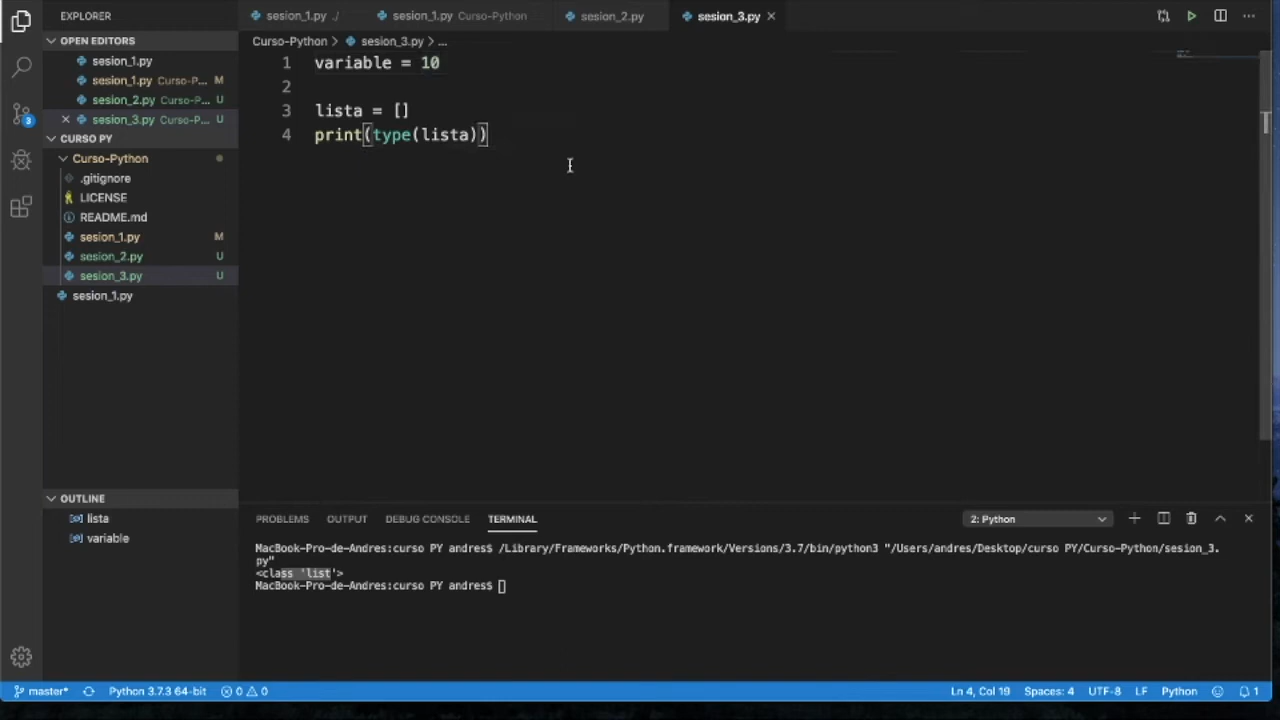 EXPLORER
sesion_1.py ./
sesion_1.py Curso-Python
sesion_2.py
sesion_3.py
OPEN EDITORS
sesion_1.py
sesion_1.py Curso-P... M
sesion_2.py Curso-P... U
sesion_3.py Curso-P... U
CURSO PY
Curso-Python
.gitignore
LICENSE
README.md
sesion_1.py M
sesion_2.py U
sesion_3.py U
sesion_1.py
3
Curso-Python > sesion_3.py > ...
1 variable = 10
2
3 lista = []
4 print(type(lista))
OUTLINE
lista
variable
PROBLEMS OUTPUT DEBUG CONSOLE TERMINAL
2: Python
MacBook-Pro-de-Andres:curso PY andres$ /Library/Frameworks/Python.framework/Versions/3.7/bin/python3 "/Users/andres/Desktop/curso PY/Curso-Python/sesion_3.
py"
<class 'list'>
MacBook-Pro-de-Andres:curso PY andres$
master* Python 3.7.3 64-bit 0 0 Ln 4, Col 19 Spaces: 4 UTF-8 LF Python 1